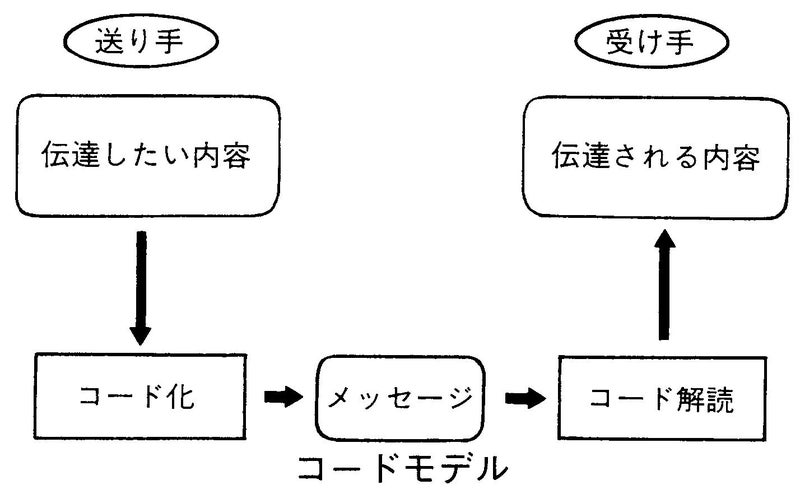 送り手
受け手
伝達したい内容
伝達される内容
コード化
メッセージ
コード解読
コードモデル